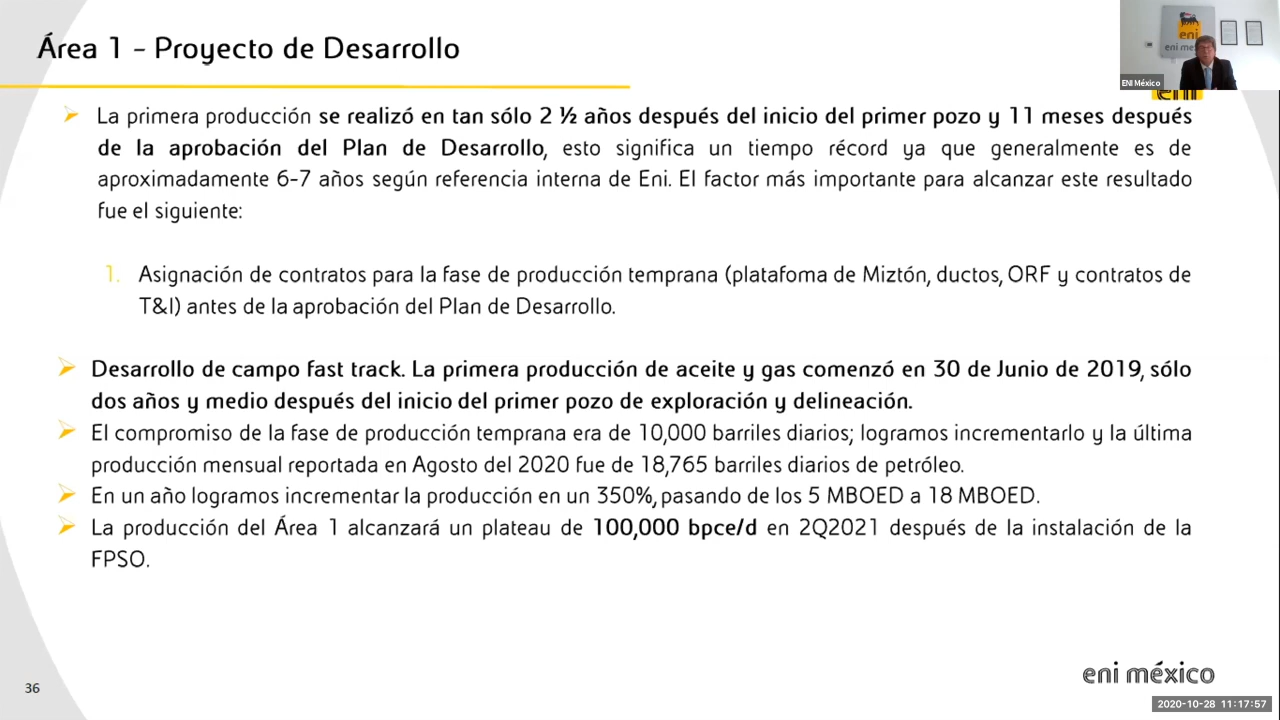 Área 1 - Proyecto de Desarrollo
eni
eni mé
ENI México
eni
La primera producción se realizó en tan sólo 2 ½ años después del inicio del primer pozo y 11 meses después
de la aprobación del Plan de Desarrollo, esto significa un tiempo récord ya que generalmente es de
aproximadamente 6-7 años según referencia interna de Eni. El factor más importante para alcanzar este resultado
fue el siguiente:
1. Asignación de contratos para la fase de producción temprana (platafoma de Miztón, ductos, ORF y contratos de
T&I) antes de la aprobación del Plan de Desarrollo.
Desarrollo de campo fast track. La primera producción de aceite y gas comenzó en 30 de Junio de 2019, sólo
dos años y medio después del inicio del primer pozo de exploración y delineación.
El compromiso de la fase de producción temprana era de 10,000 barriles diarios; logramos incrementarlo y la última
producción mensual reportada en Agosto del 2020 fue de 18,765 barriles diarios de petróleo.
En un año logramos incrementar la producción en un 350%, pasando de los 5 MBOED a 18 MBOED.
La producción del Área 1 alcanzará un plateau de 100,000 bpce/d en 2Q2021 después de la instalación de la
FPSO.
eni méxico
36
2020-10-28 11:17:57